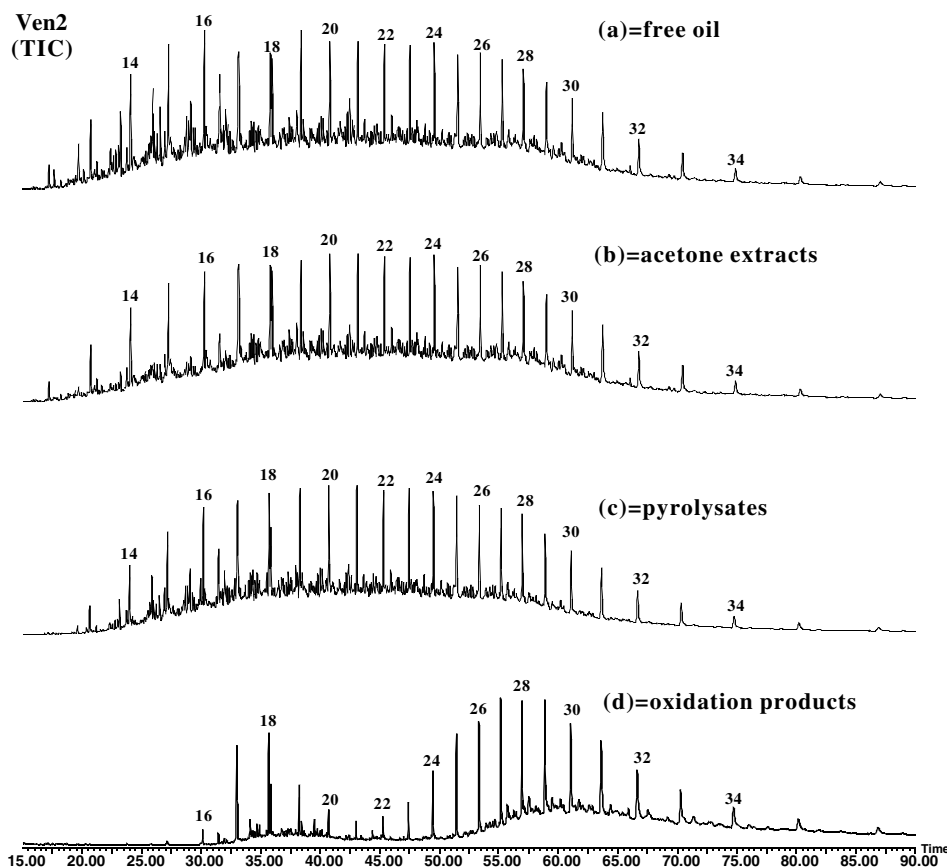 Ven2
(TIC)
(a)=free oil
14 16 18 20 22 24 26 28 30 32 34
(b)=acetone extracts
14 16 18 20 22 24 26 28 30 32 34
(c)=pyrolysates
14 16 18 20 22 24 26 28 30 32 34
(d)=oxidation products
16 18 20 22 24 26 28 30 32 34
15.00 20.00 25.00 30.00 35.00 40.00 45.00 50.00 55.00 60.00 65.00 70.00 75.00 80.00 85.00 90.00 Time